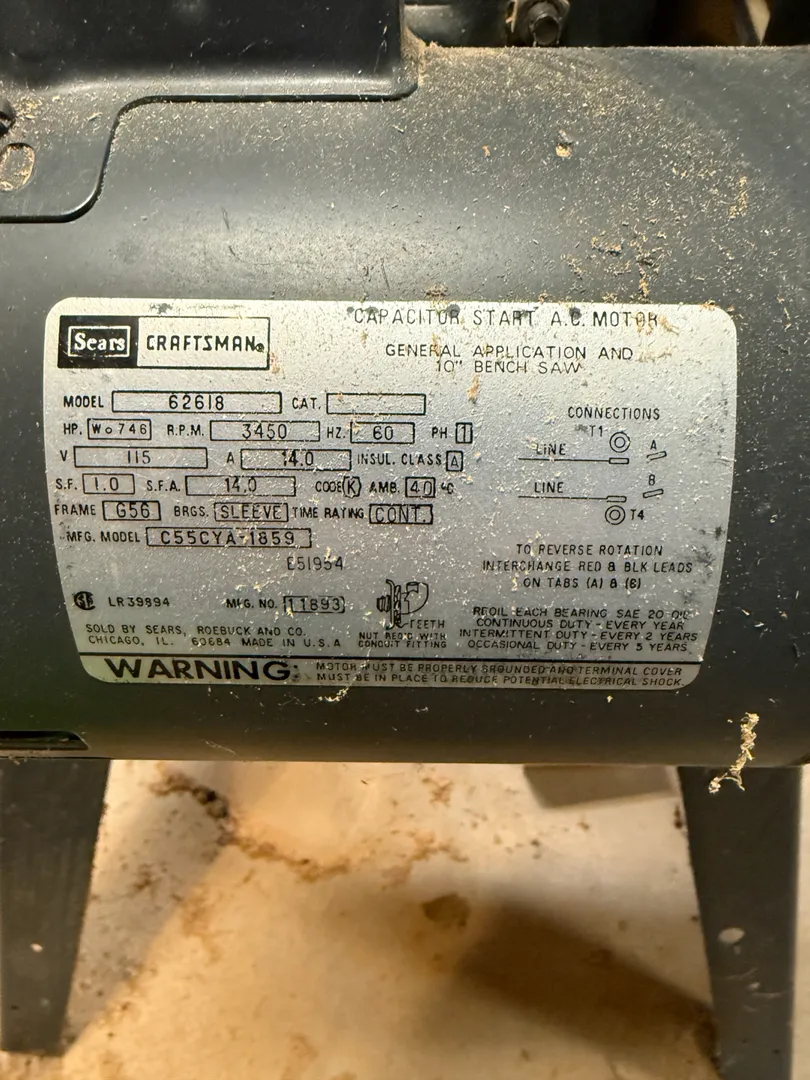 Sears CRAFTSMAN
CAPACITOR START A.C. MOTOR
GENERAL APPLICATION AND
10" BENCH SAW
MODEL 62618 CAT.
HP. Wo746 R.P.M. 3450 HZ. 60 PH 1
V 115 A 14.0 INSUL. CLASS A
S.F. 1.0 S.F.A. 14.0 CODE K AMB. 40 °C
FRAME G56 BRGS. SLEEVE TIME RATING CONT.
MFG. MODEL C55CYA-1859
E51954
LR39894 MFG. NO. 11893
SOLD BY SEARS, ROEBUCK AND CO.
CHICAGO, IL. 60684 MADE IN U.S.A
TEETH
NUT REQ'D WITH
CONDUIT FITTING
CONNECTIONS
T1
LINE A
LINE B
T4
TO REVERSE ROTATION
INTERCHANGE RED & BLK LEADS
ON TABS (A) & (B)
REOIL EACH BEARING SAE 20 OIL
CONTINUOUS DUTY - EVERY YEAR
INTERMITTENT DUTY - EVERY 2 YEARS
OCCASIONAL DUTY - EVERY 5 YEARS
WARNING: MOTOR MUST BE PROPERLY GROUNDED AND TERMINAL COVER
MUST BE IN PLACE TO REDUCE POTENTIAL ELECTRICAL SHOCK.